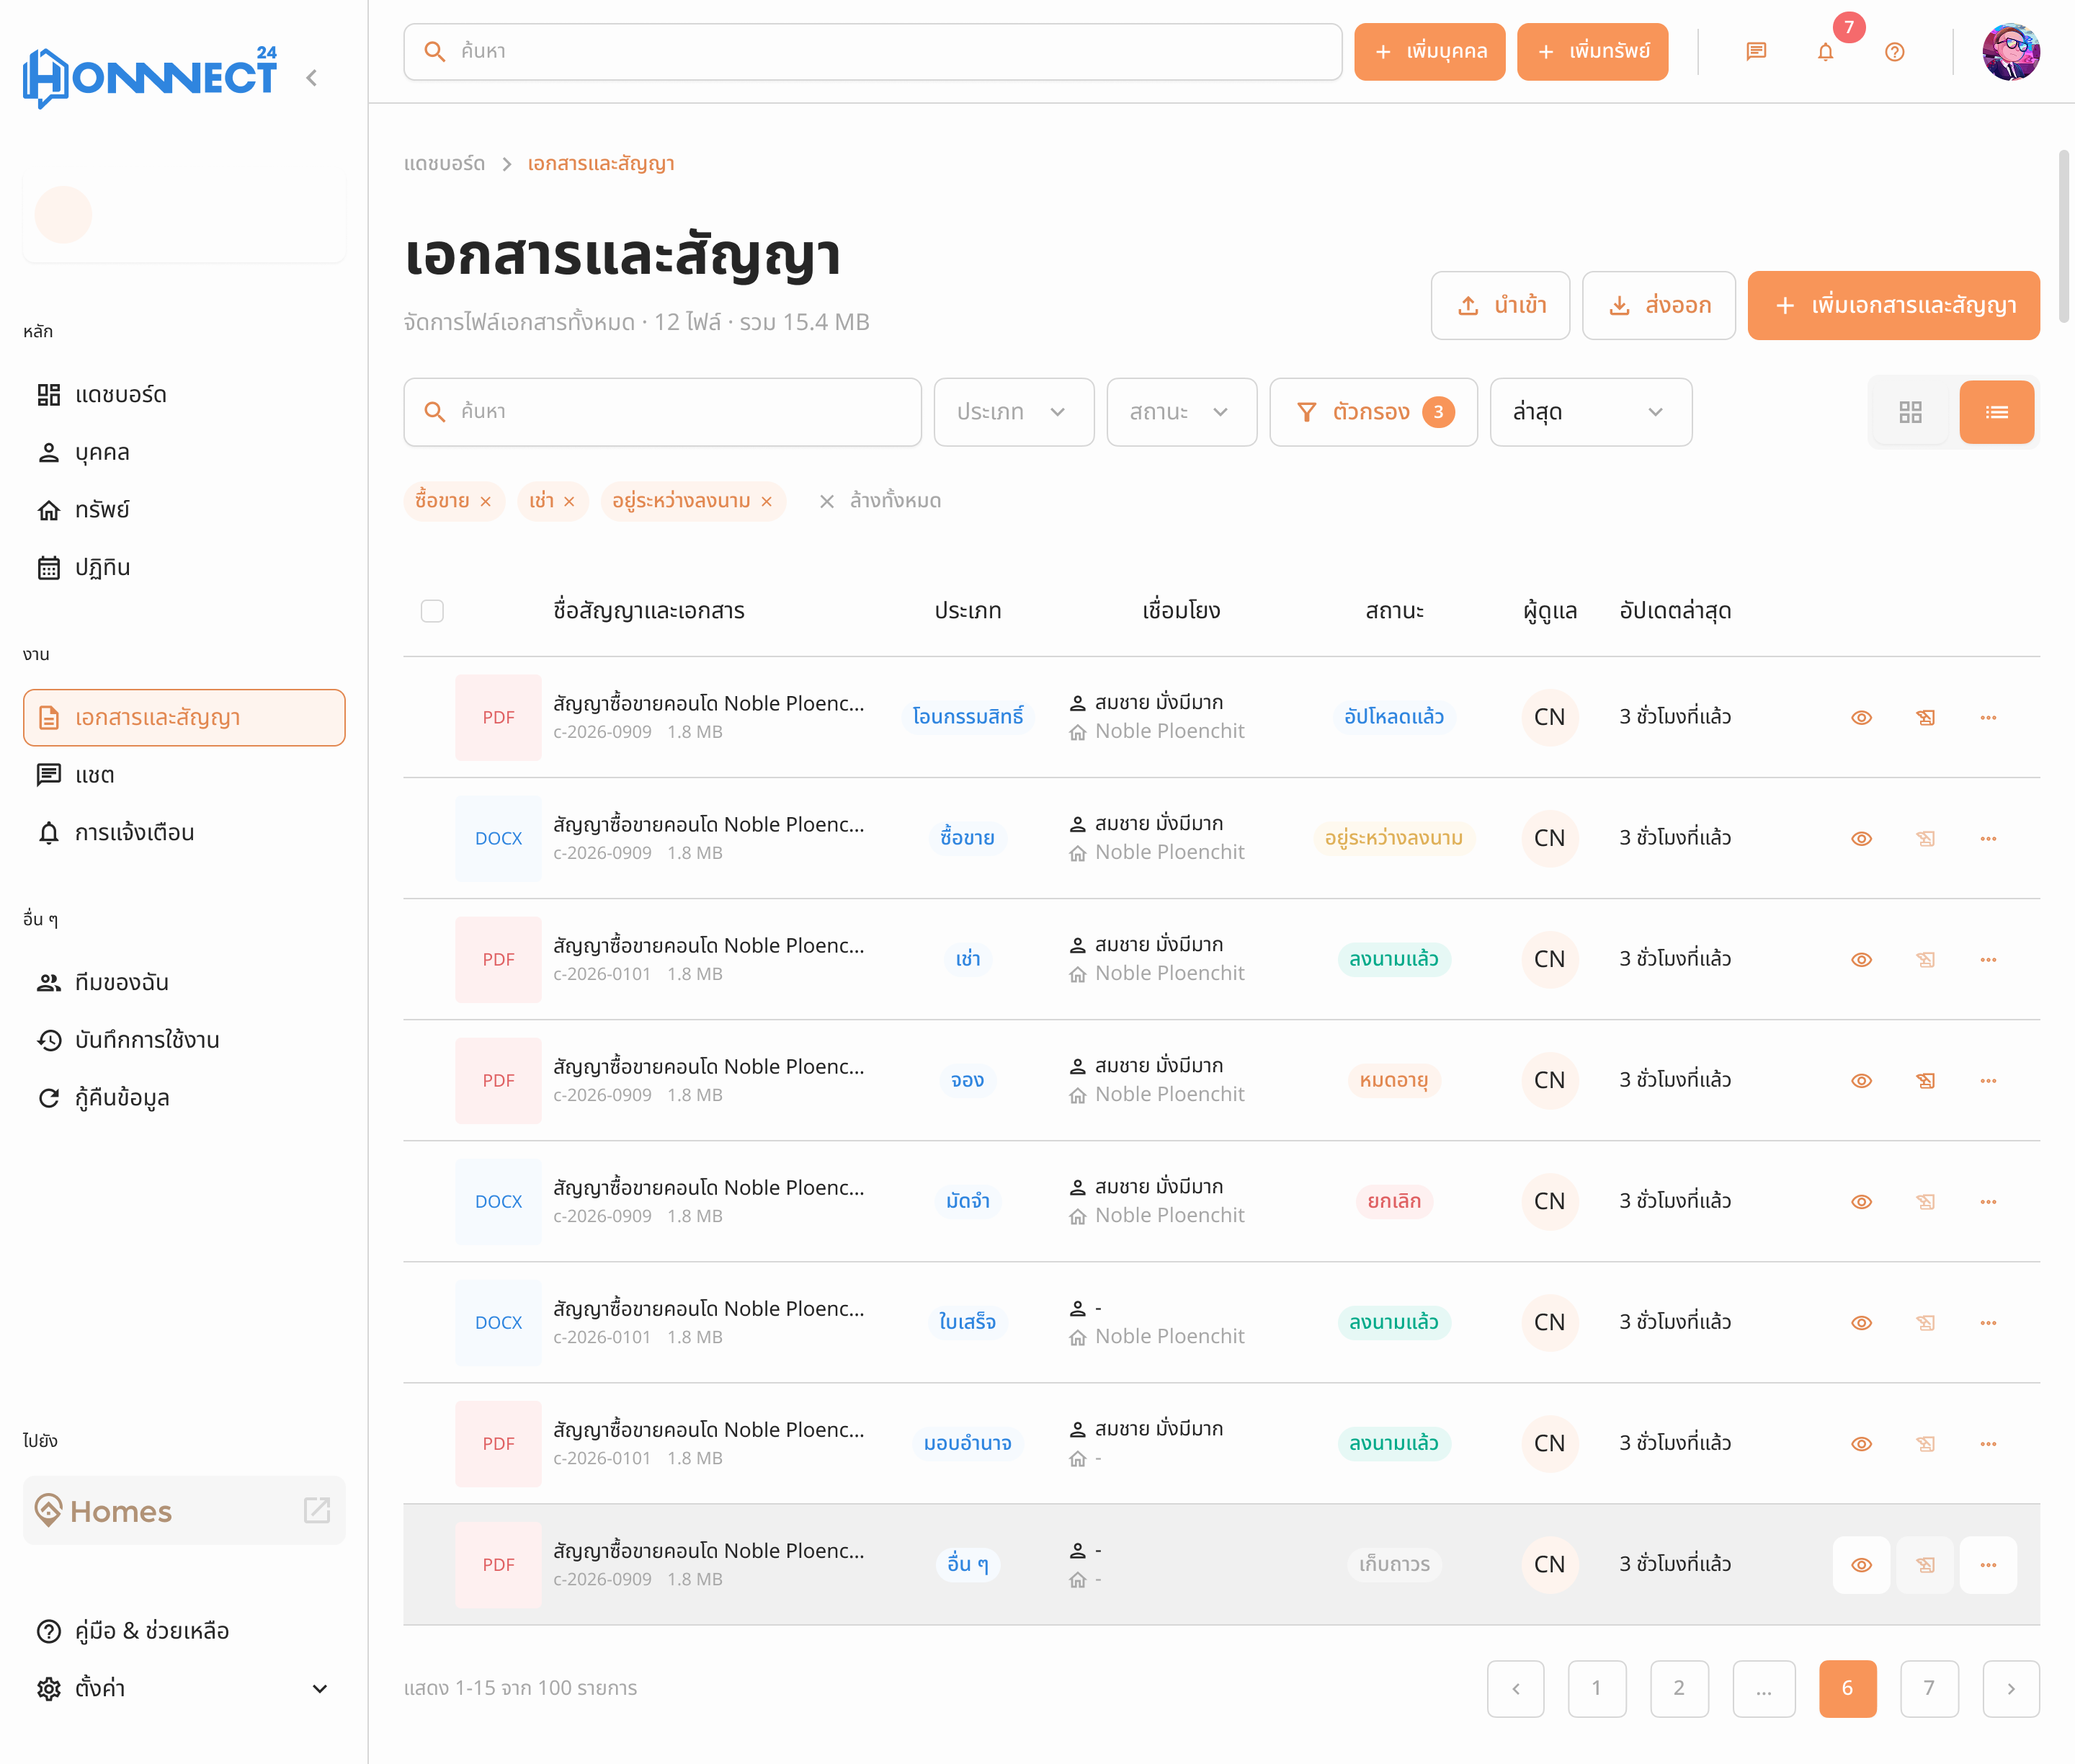 HONNNECT 24
ค้นหา
+ เพิ่มบุคคล
+ เพิ่มทรัพย์
7
หลัก
แดชบอร์ด
บุคคล
ทรัพย์
ปฏิทิน
งาน
เอกสารและสัญญา
แชต
การแจ้งเตือน
อื่น ๆ
ทีมของฉัน
บันทึกการใช้งาน
กู้คืนข้อมูล
ไปยัง
Homes
คู่มือ & ช่วยเหลือ
ตั้งค่า
แดชบอร์ด > เอกสารและสัญญา
เอกสารและสัญญา
จัดการไฟล์เอกสารทั้งหมด · 12 ไฟล์ · รวม 15.4 MB
นำเข้า
ส่งออก
+ เพิ่มเอกสารและสัญญา
ค้นหา
ประเภท
สถานะ
ตัวกรอง 3
ล่าสุด
ซื้อขาย ×
เช่า ×
อยู่ระหว่างลงนาม ×
× ล้างทั้งหมด
ชื่อสัญญาและเอกสาร ประเภท เชื่อมโยง สถานะ ผู้ดูแล อัปเดตล่าสุด
PDF สัญญาซื้อขายคอนโด Noble Ploenc... โอนกรรมสิทธิ์ สมชาย มั่งมีมาก อัปโหลดแล้ว CN 3 ชั่วโมงที่แล้ว
c-2026-0909 1.8 MB Noble Ploenchit
DOCX สัญญาซื้อขายคอนโด Noble Ploenc... ซื้อขาย สมชาย มั่งมีมาก อยู่ระหว่างลงนาม CN 3 ชั่วโมงที่แล้ว
c-2026-0909 1.8 MB Noble Ploenchit
PDF สัญญาซื้อขายคอนโด Noble Ploenc... เช่า สมชาย มั่งมีมาก ลงนามแล้ว CN 3 ชั่วโมงที่แล้ว
c-2026-0101 1.8 MB Noble Ploenchit
PDF สัญญาซื้อขายคอนโด Noble Ploenc... จอง สมชาย มั่งมีมาก หมดอายุ CN 3 ชั่วโมงที่แล้ว
c-2026-0909 1.8 MB Noble Ploenchit
DOCX สัญญาซื้อขายคอนโด Noble Ploenc... มัดจำ สมชาย มั่งมีมาก ยกเลิก CN 3 ชั่วโมงที่แล้ว
c-2026-0909 1.8 MB Noble Ploenchit
DOCX สัญญาซื้อขายคอนโด Noble Ploenc... ใบเสร็จ - ลงนามแล้ว CN 3 ชั่วโมงที่แล้ว
c-2026-0101 1.8 MB Noble Ploenchit
PDF สัญญาซื้อขายคอนโด Noble Ploenc... มอบอำนาจ สมชาย มั่งมีมาก ลงนามแล้ว CN 3 ชั่วโมงที่แล้ว
c-2026-0101 1.8 MB -
PDF สัญญาซื้อขายคอนโด Noble Ploenc... อื่น ๆ - เก็บถาวร CN 3 ชั่วโมงที่แล้ว
c-2026-0909 1.8 MB -
แสดง 1-15 จาก 100 รายการ
< 1 2 ... 6 7 >